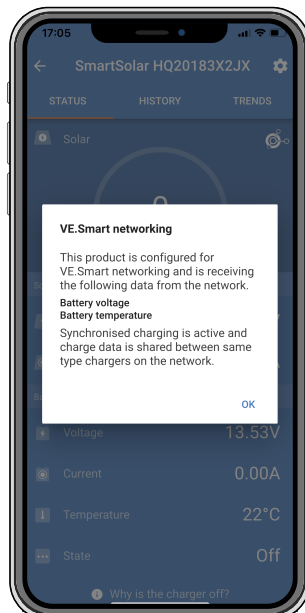 17:05
SmartSolar HQ20183X2JX
STATUS HISTORY TRENDS
Solar
VE.Smart networking
This product is configured for
VE.Smart networking and is receiving
the following data from the network.
Battery voltage
Battery temperature
Synchronised charging is active and
charge data is shared between same
type chargers on the network.
OK
Voltage 13.53V
Current 0.00A
Temperature 22°C
State Off
Why is the charger off?